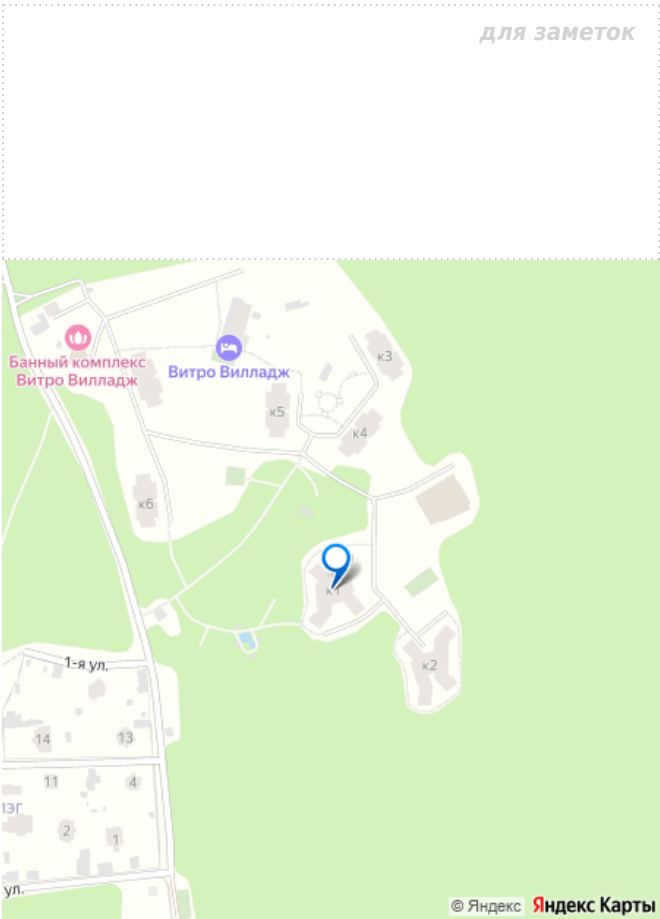 для заметок
к3
Банный комплекс
Витро Вилладж
Витро Вилладж
к5
к4
к6
к1
к2
1-я ул.
14
13
11
4
ПЭГ
2
1
ул.
© Яндекс
Яндекс Карты